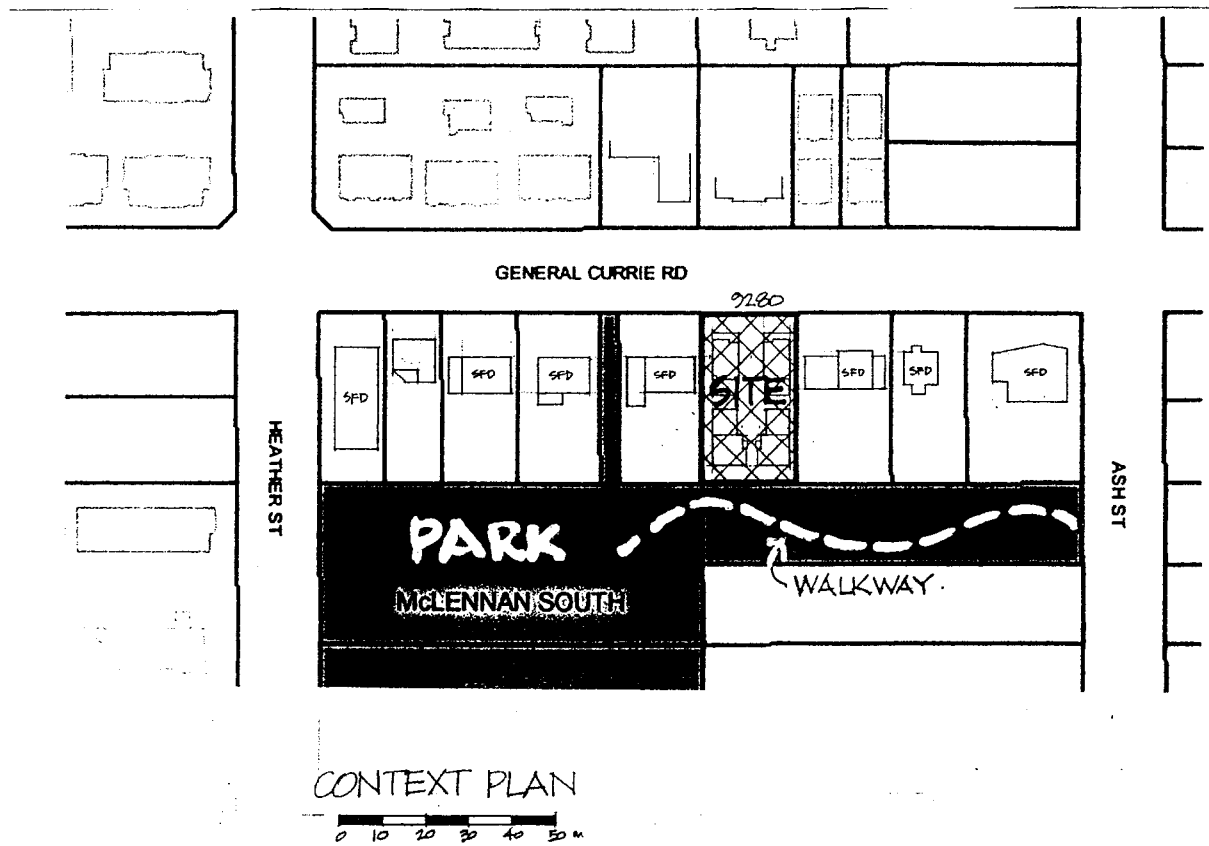 GENERAL CURRIE RD
9280
SFD
SFD
SFD
SFD
SITE
SFD
SFD
SFD
HEATHER ST
ASH ST
PARK
McLENNAN SOUTH
WALKWAY.
CONTEXT PLAN
0 10 20 30 40 50 m